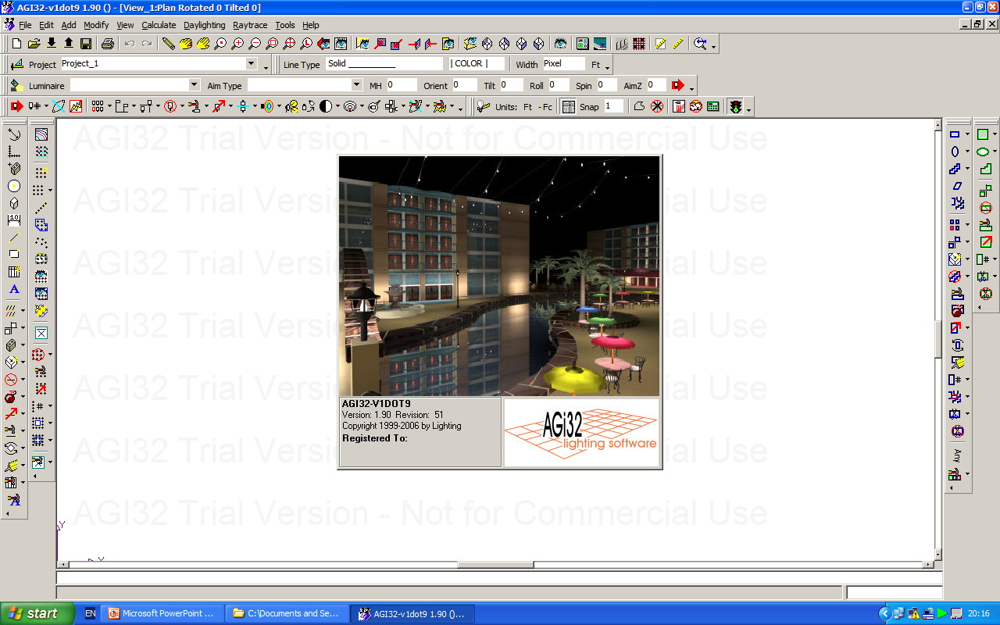 AGI32-v1dot9 1.90 () - [View_1:Plan Rotated 0 Tilted 0]
File Edit Add Modify View Calculate Daylighting Raytrace Tools Help
Project Project_1 Line Type Solid | COLOR | Width Pixel Ft
Luminaire Aim Type MH 0 Orient 0 Tilt 0 Roll 0 Spin 0 AimZ 0
Units: Ft - Fc Snap 1
AGI32 Trial Version - Not for Commercial Use
AGI32 Trial Version - Not for Commercial Use
AGI32 Trial Version - Not for Commercial Use
AGI32 Trial Version - Not for Commercial Use
AGI32 Trial Version - Not for Commercial Use
AGI32 Trial Version - Not for Commercial Use
AGI32 Trial Version - Not for Commercial Use
AGI32-V1DOT9
Version: 1.90 Revision: 51
Copyright 1999-2006 by Lighting
Registered To:
AGi32
lighting software
10
A
A
Any
Y
X
start EN Microsoft PowerPoint ... C:\Documents and Se... AGI32-v1dot9 1.90 ()... 20:16